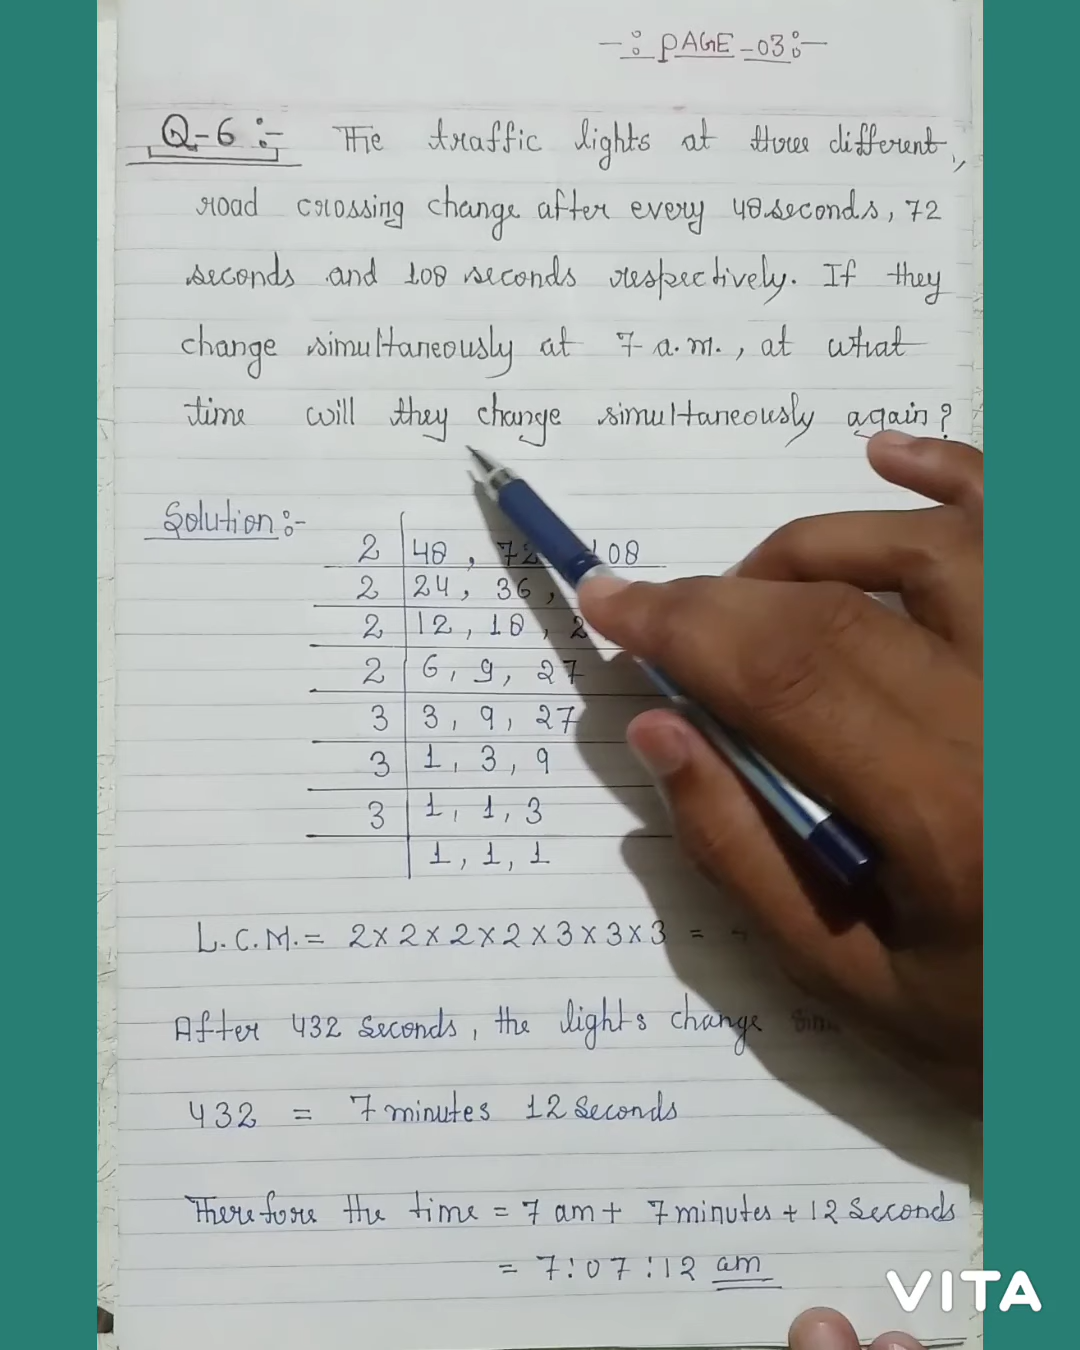 -: PAGE-03:-
Q-6:- The traffic lights at three different
road crossing change after every 48 seconds, 72
seconds and 108 seconds respectively. If they
change simultaneously at 7 a.m., at what
time will they change simultaneously again?
Solution:-
2 | 48, 72, 108
2 | 24, 36,
2 | 12, 18, 2
2 | 6, 9, 27
3 | 3, 9, 27
3 | 1, 3, 9
3 | 1, 1, 3
| 1, 1, 1
L.C.M. = 2×2×2×2×3×3×3 =
After 432 seconds, the lights change
432 = 7 minutes 12 Seconds
Therefore the time = 7 am + 7 minutes + 12 Seconds
= 7:07:12 am
VITA